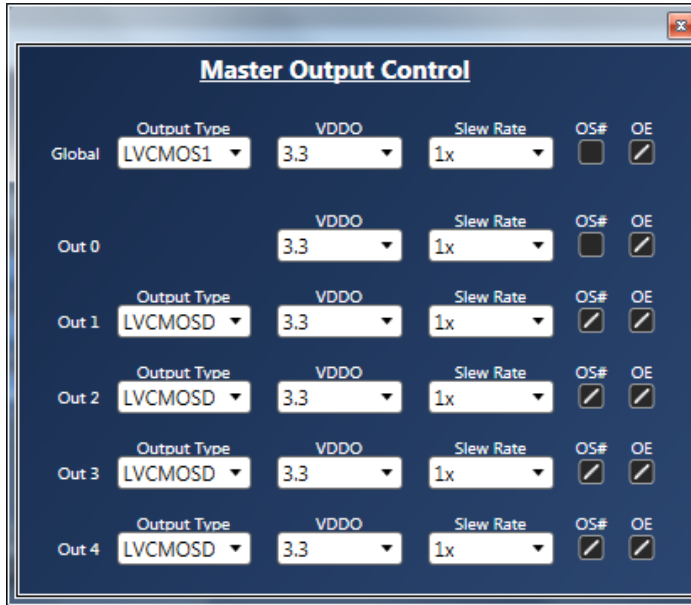 Master Output Control
Output Type VDDO Slew Rate OS# OE
Global LVCMOS1 3.3 1x
VDDO Slew Rate OS# OE
Out 0 3.3 1x
Output Type VDDO Slew Rate OS# OE
Out 1 LVCMOSD 3.3 1x
Output Type VDDO Slew Rate OS# OE
Out 2 LVCMOSD 3.3 1x
Output Type VDDO Slew Rate OS# OE
Out 3 LVCMOSD 3.3 1x
Output Type VDDO Slew Rate OS# OE
Out 4 LVCMOSD 3.3 1x